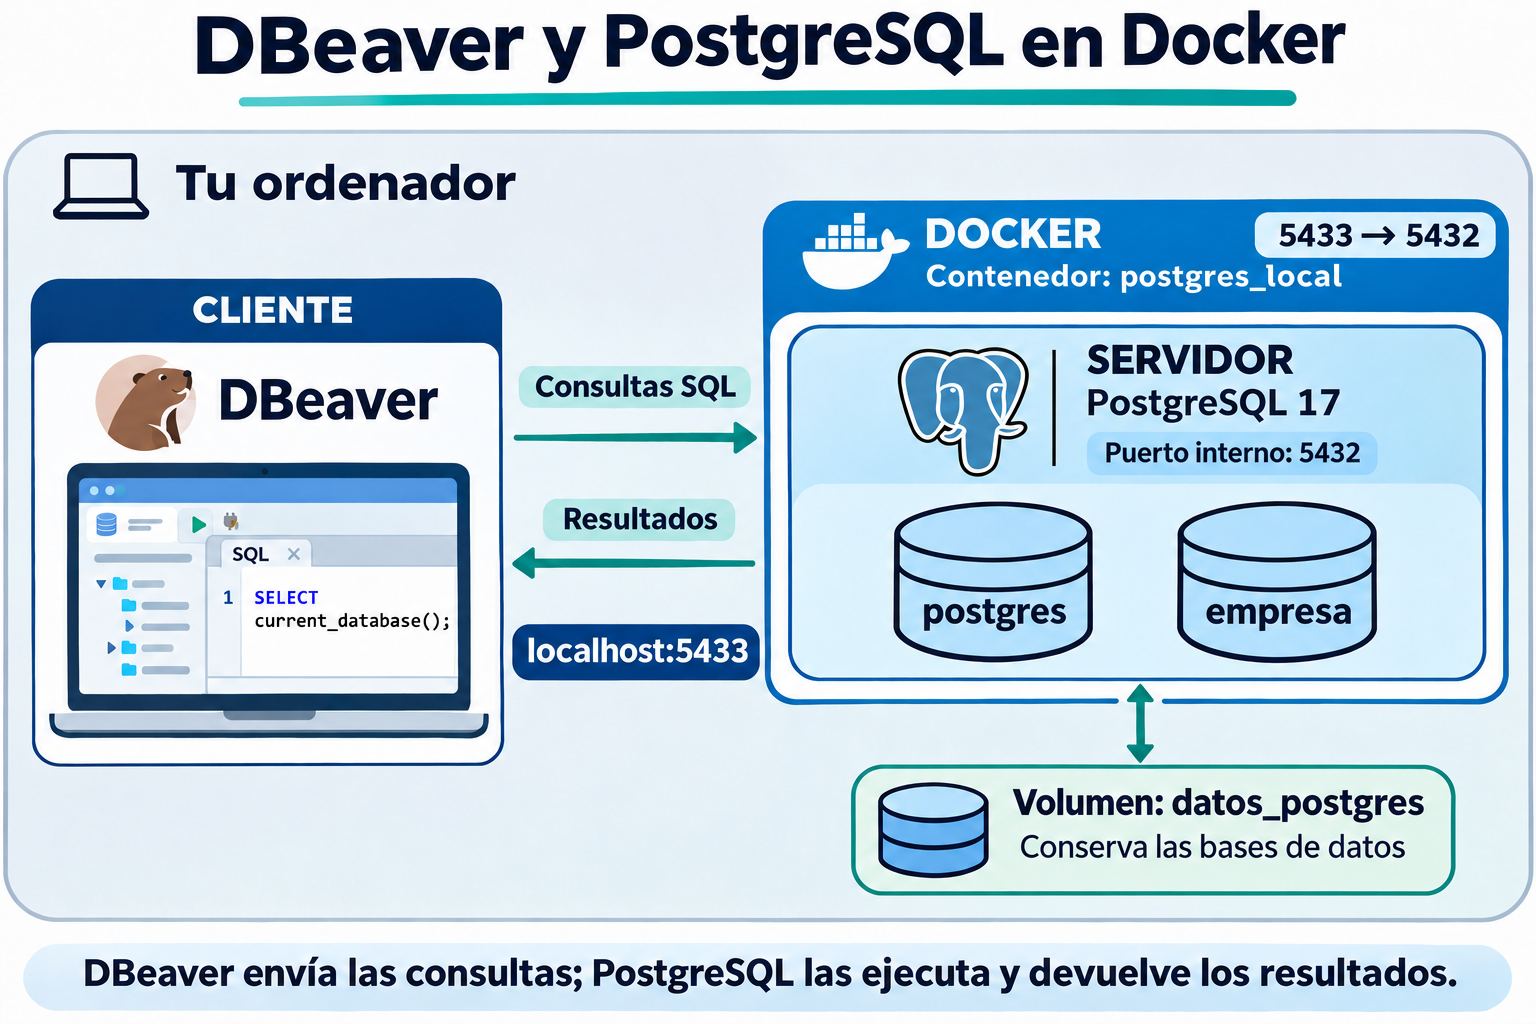 DBeaver y PostgreSQL en Docker
Tu ordenador
CLIENTE
DBeaver
SQL ×
1 SELECT
current_database();
Consultas SQL
Resultados
localhost:5433
DOCKER
5433 → 5432
Contenedor: postgres_local
SERVIDOR
PostgreSQL 17
Puerto interno: 5432
postgres
empresa
Volumen: datos_postgres
Conserva las bases de datos
DBeaver envía las consultas; PostgreSQL las ejecuta y devuelve los resultados.